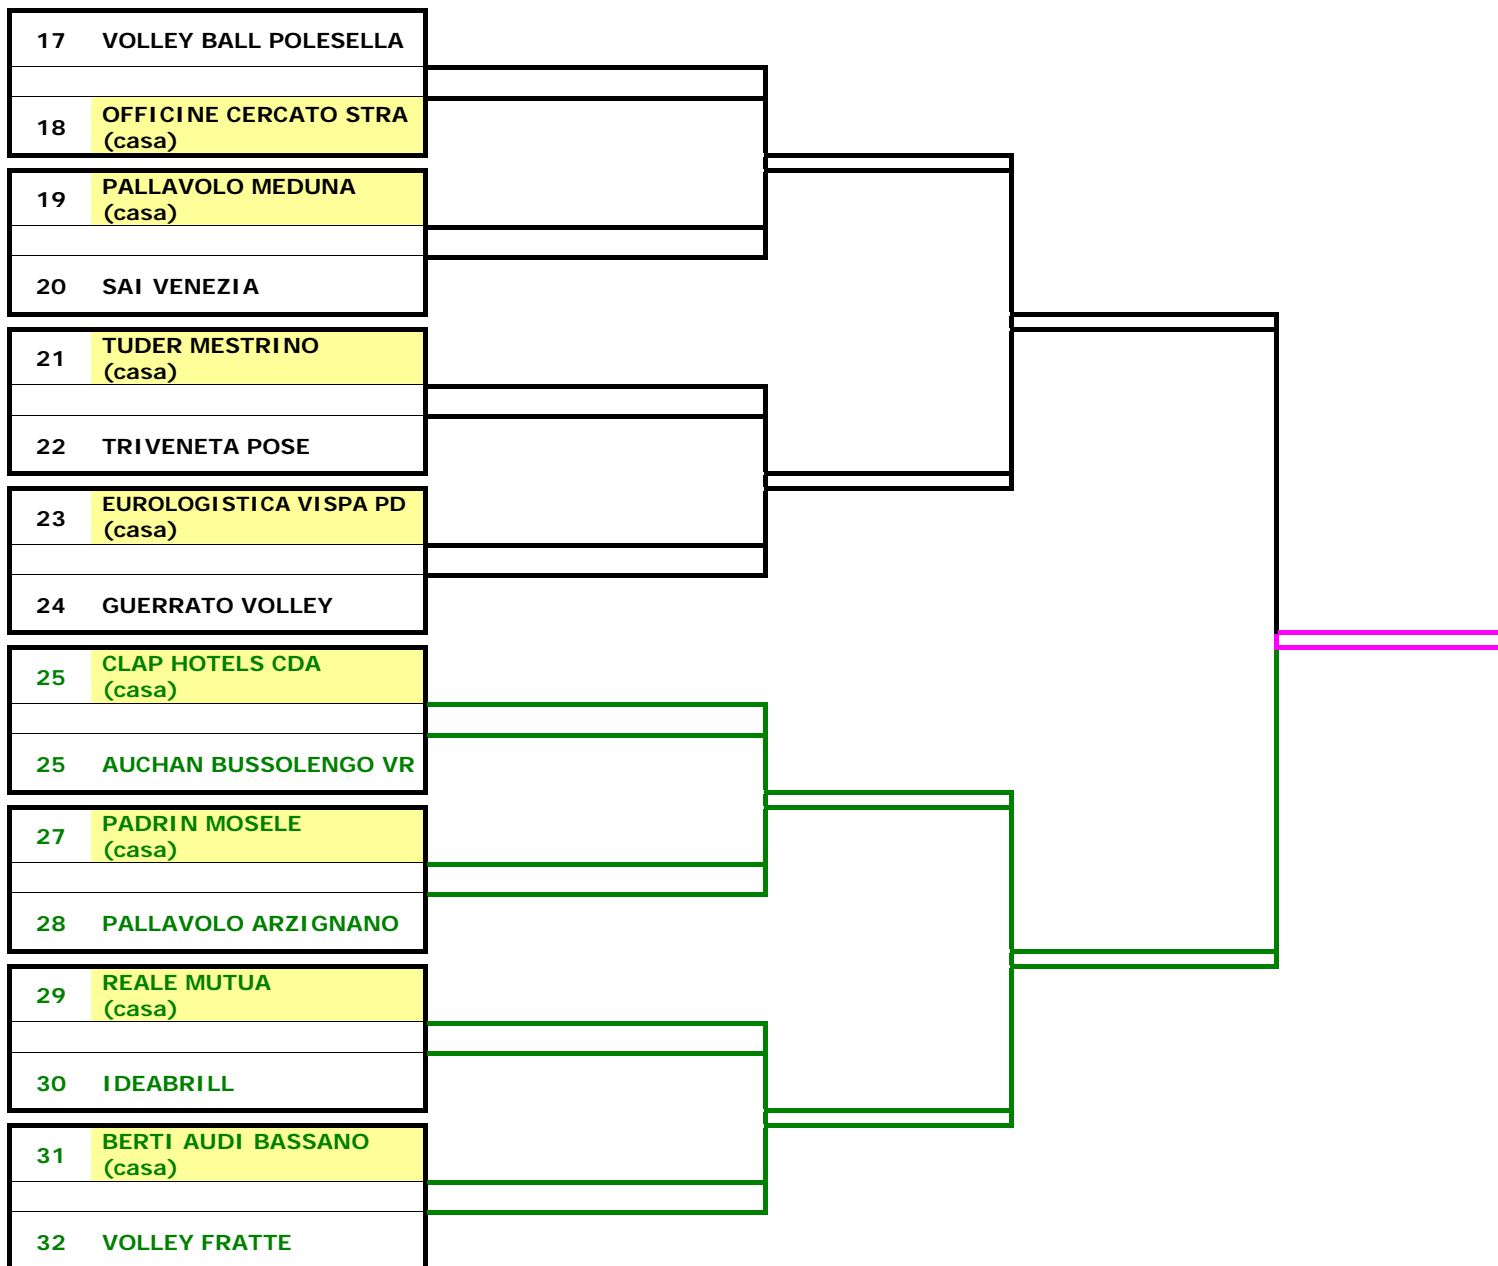 17 VOLLEY BALL POLESELLA
18 OFFICINE CERCATO STRA
(casa)
19 PALLAVOLO MEDUNA
(casa)
20 SAI VENEZIA
21 TUDER MESTRINO
(casa)
22 TRIVENETA POSE
23 EUROLOGISTICA VISPA PD
(casa)
24 GUERRATO VOLLEY
25 CLAP HOTELS CDA
(casa)
25 AUCHAN BUSSOLENGO VR
27 PADRIN MOSELE
(casa)
28 PALLAVOLO ARZIGNANO
29 REALE MUTUA
(casa)
30 IDEABRILL
31 BERTI AUDI BASSANO
(casa)
32 VOLLEY FRATTE